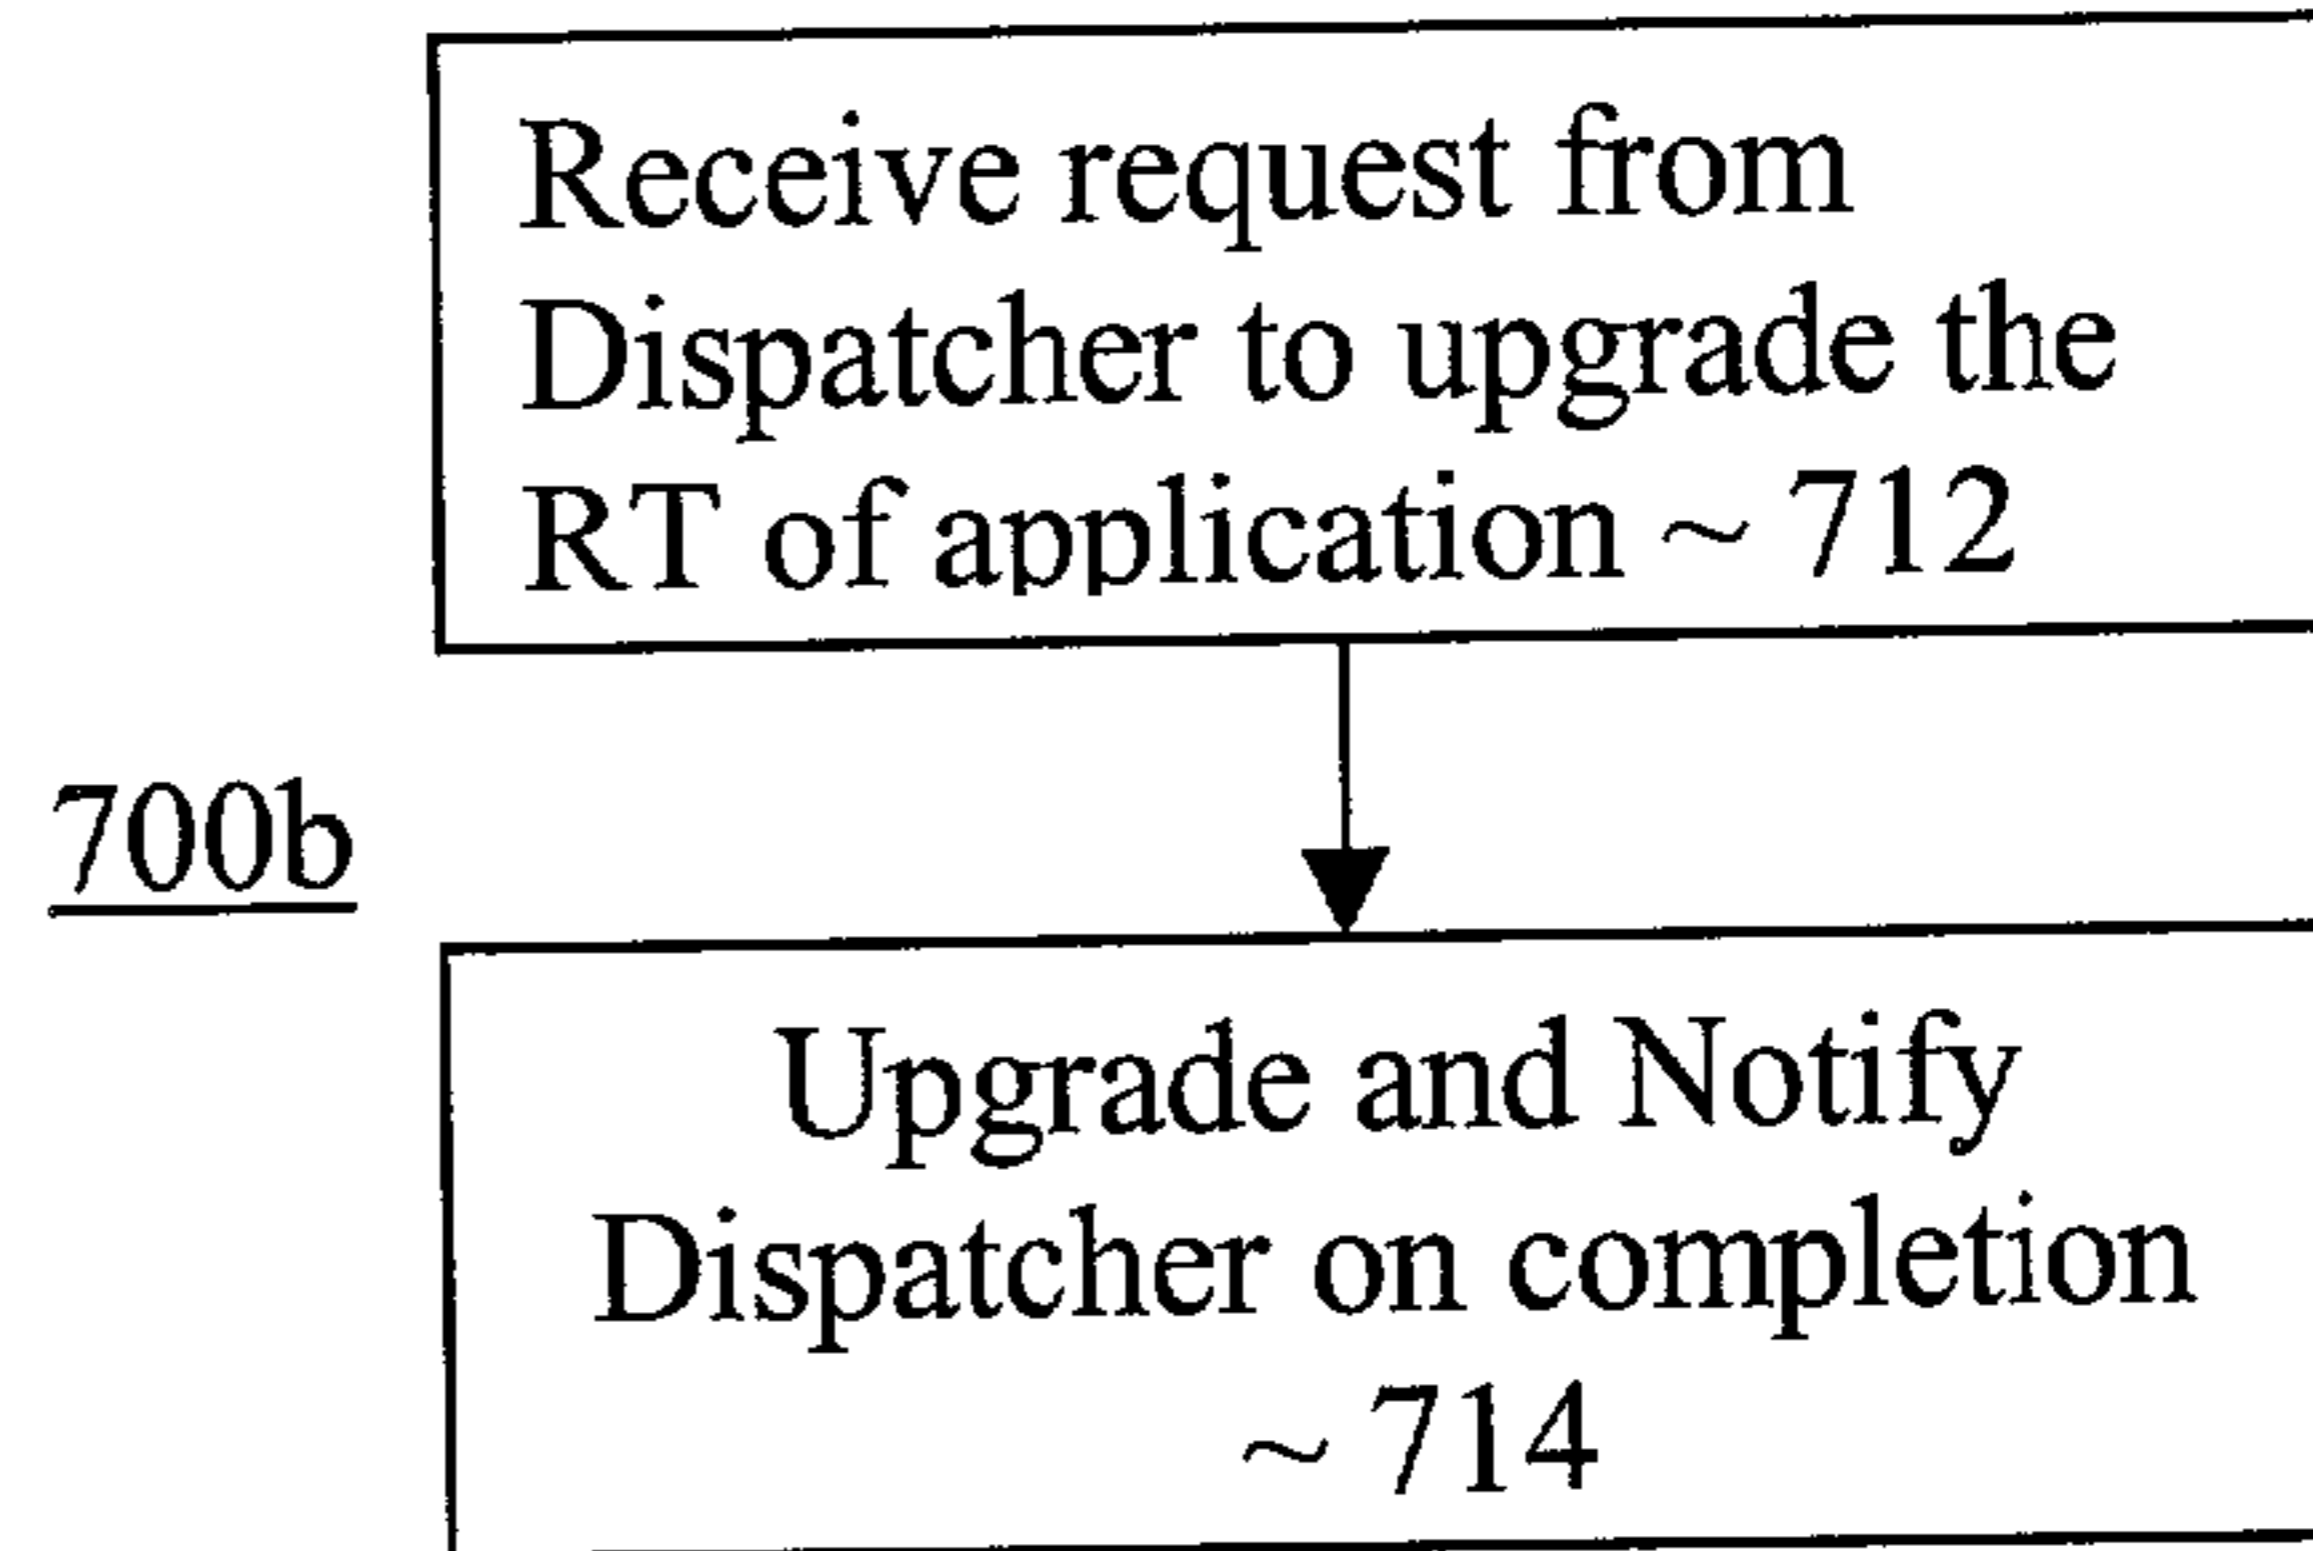 Receive request from
Dispatcher to upgrade the
RT of application ~ 712
700b
Upgrade and Notify
Dispatcher on completion
~ 714